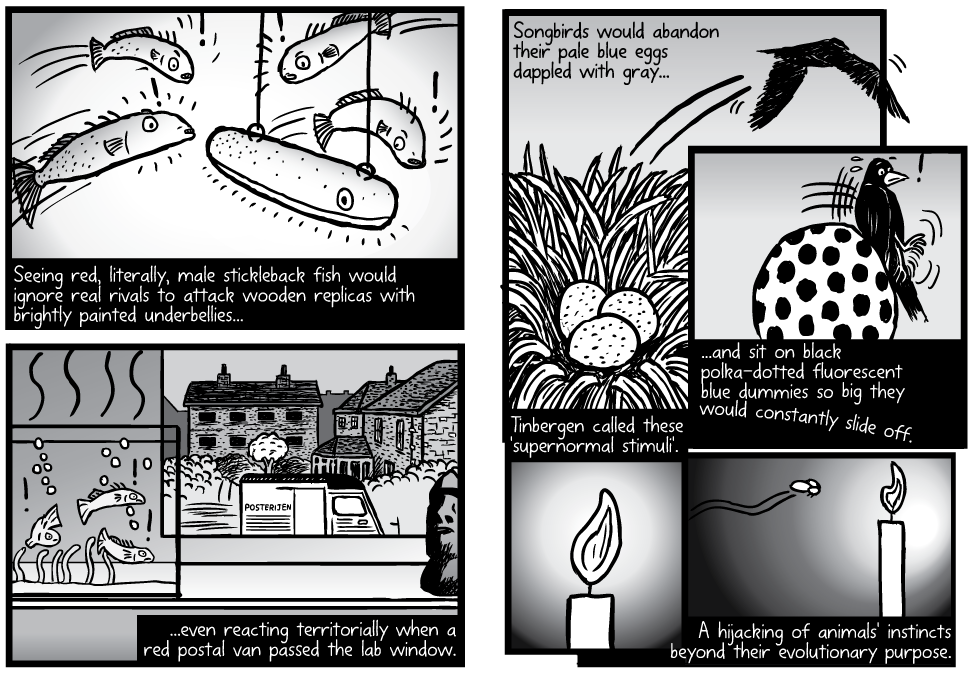 Seeing red, literally, male stickleback fish would
ignore real rivals to attack wooden replicas with
brightly painted underbellies...
POSTERIJEN
...even reacting territorially when a
red postal van passed the lab window.
Songbirds would abandon
their pale blue eggs
dappled with gray...
...and sit on black
polka-dotted fluorescent
blue dummies so big they
would constantly slide off.
Tinbergen called these
'supernormal stimuli'.
A hijacking of animals' instincts
beyond their evolutionary purpose.